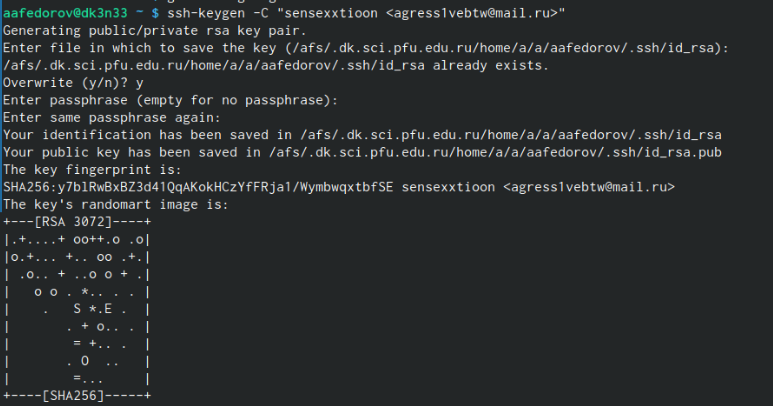 aafedorov@dk3n33 ~ $ ssh-keygen -C "sensexxtioon <agress1vebtw@mail.ru>"
Generating public/private rsa key pair.
Enter file in which to save the key (/afs/.dk.sci.pfu.edu.ru/home/a/a/aafedorov/.ssh/id_rsa):
/afs/.dk.sci.pfu.edu.ru/home/a/a/aafedorov/.ssh/id_rsa already exists.
Overwrite (y/n)? y
Enter passphrase (empty for no passphrase):
Enter same passphrase again:
Your identification has been saved in /afs/.dk.sci.pfu.edu.ru/home/a/a/aafedorov/.ssh/id_rsa
Your public key has been saved in /afs/.dk.sci.pfu.edu.ru/home/a/a/aafedorov/.ssh/id_rsa.pub
The key fingerprint is:
SHA256:y7blRwBxBZ3d41QqAKokHCzYfFRja1/WymbwqxtbfSE sensexxtioon <agress1vebtw@mail.ru>
The key's randomart image is:
+---[RSA 3072]----+
|.+....+ oo++.o .o|
|o.+... +.. oo .+.|
| .o.. + ..o o + .|
|   o o . *.. . . |
|    .   S *.E .  |
|       . + o.. . |
|        = +.. .  |
|       . O  ..   |
|        =...     |
+----[SHA256]-----+